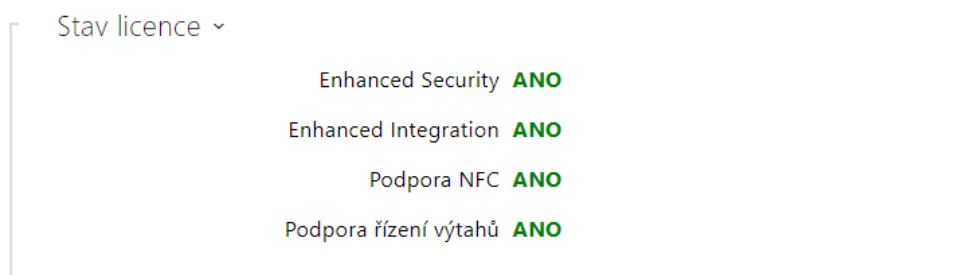 Stav licence
Enhanced Security ANO
Enhanced Integration ANO
Podpora NFC ANO
Podpora řízení výtahů ANO